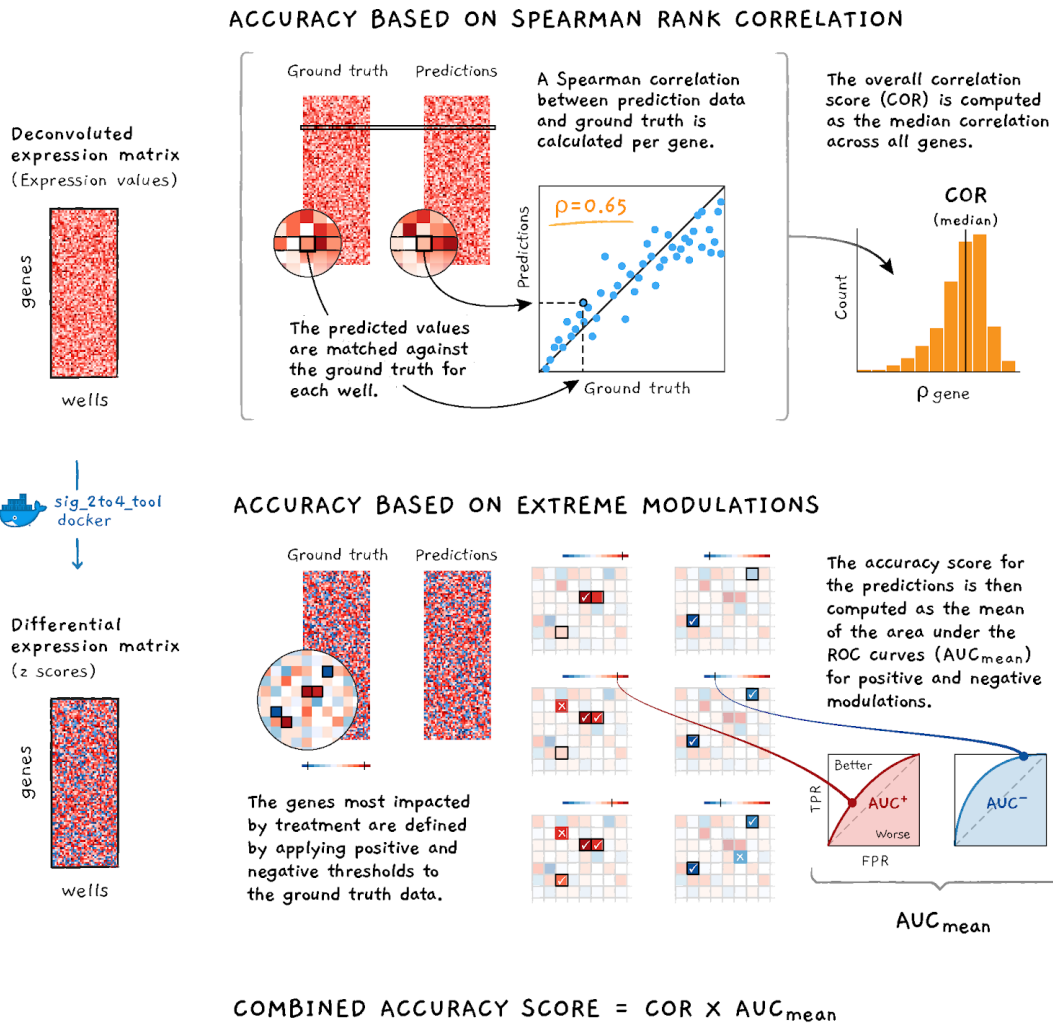 ACCURACY BASED ON SPEARMAN RANK CORRELATION
Deconvoluted
expression matrix
(Expression values)
genes
wells
Ground truth
Predictions
The predicted values
are matched against
the ground truth for
each well.
A Spearman correlation
between prediction data
and ground truth is
calculated per gene.
ρ=0.65
Predictions
Ground truth
The overall correlation
score (COR) is computed
as the median correlation
across all genes.
COR
(median)
Count
ρ gene
sig_2to4_tool
docker
ACCURACY BASED ON EXTREME MODULATIONS
Differential
expression matrix
(z scores)
genes
wells
Ground truth
Predictions
The genes most impacted
by treatment are defined
by applying positive and
negative thresholds to
the ground truth data.
The accuracy score for
the predictions is then
computed as the mean
of the area under the
ROC curves (AUCmean)
for positive and negative
modulations.
TPR
Better
AUC+
Worse
FPR
AUC−
AUCmean
COMBINED ACCURACY SCORE = COR X AUCmean